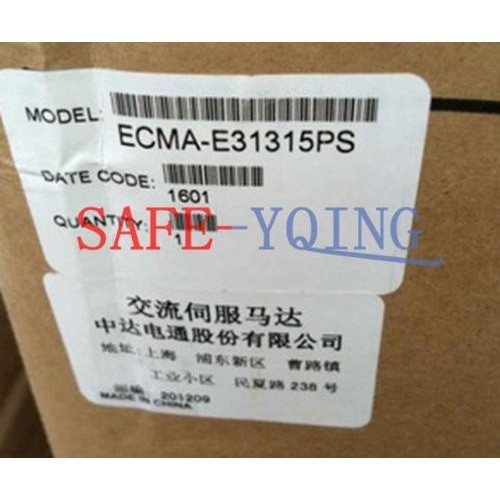 MODEL:
ECMA-E31315PS
DATE CODE:
1601
QUANTITY:
1
SAFE-YQING
交流伺服马达
中达电通股份有限公司
地址:上海 浦东新区 曹路镇
工业小区 民夏路 238 号
201209
MADE IN CHINA